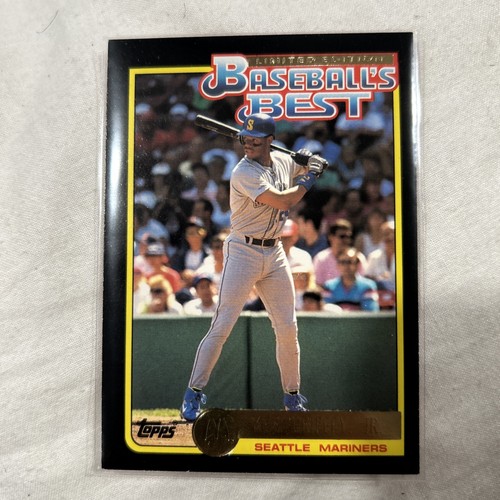 LIMITED EDITION
BASEBALL'S
BEST
S
Topps
SEATTLE MARINERS